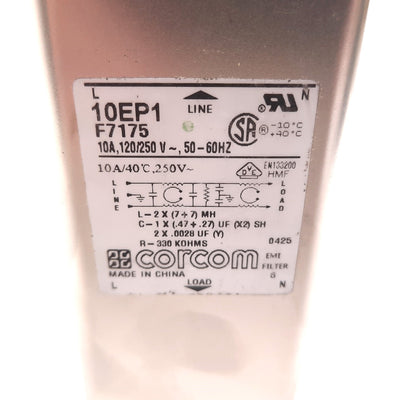 L LINE N
10EP1
F7175
10A,120/250 V~, 50-60HZ
SA ® -10°C
+40°C
10A/40℃,250V~
EN133200
HMF
LINE LOAD
L-2 X (7+7) MH
C-1 X (.47+.27) UF (X2) SH
2 X .0028 UF (Y)
R-330 KOHMS
0425
corcom
EMI
FILTER
MADE IN CHINA
L LOAD N